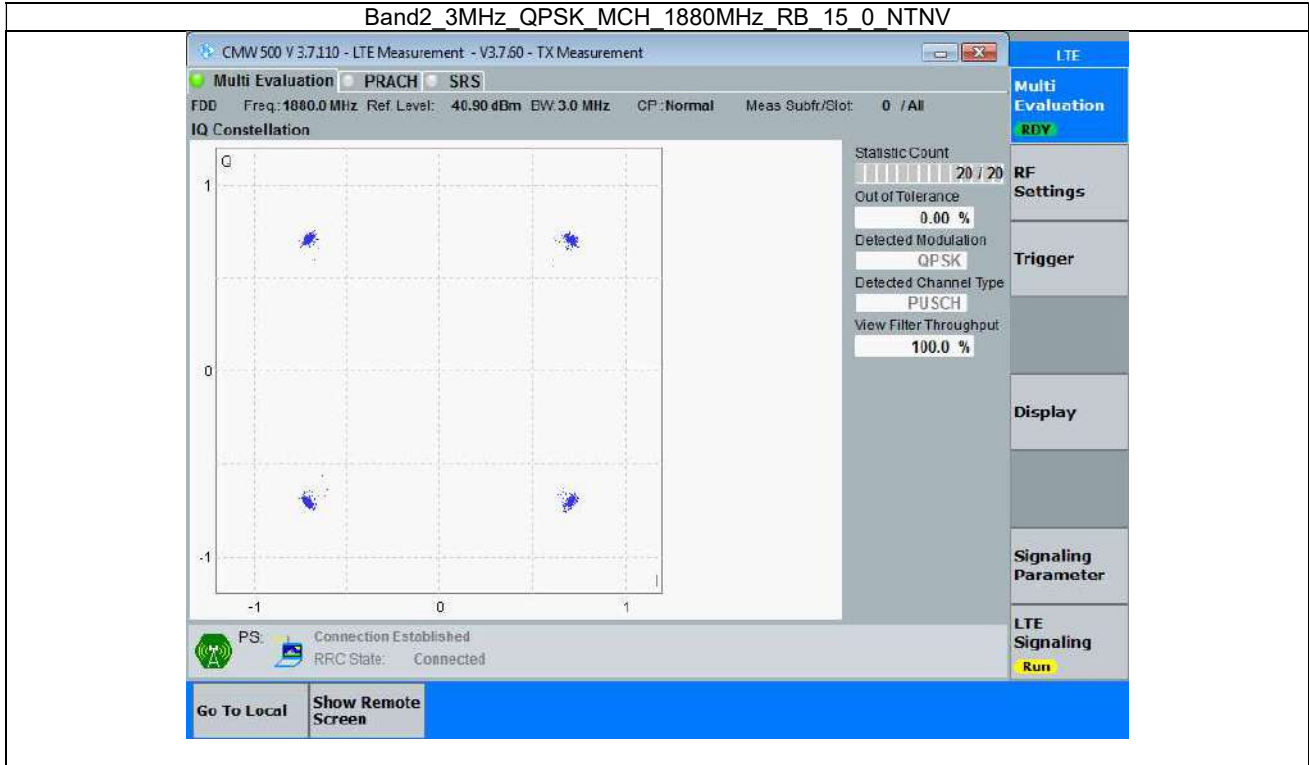 Band2_3MHz_QPSK_MCH_1880MHz_RB_15_0_NTNV
CMW 500 V 3.7.110 - LTE Measurement - V3.7.60 - TX Measurement
LTE
Multi Evaluation PRACH SRS
FDD Freq.: 1880.0 MHz Ref. Level: 40.90 dBm BW: 3.0 MHz CP: Normal Meas Subfr./Slot: 0 / All
IQ Constellation
Q
1
0
-1
-1 0 1
I
Statistic Count
20 / 20
Out of Tolerance
0.00 %
Detected Modulation
QPSK
Detected Channel Type
PUSCH
View Filter Throughput
100.0 %
Multi
Evaluation
RDY
RF
Settings
Trigger
Display
Signaling
Parameter
LTE
Signaling
Run
PS: Connection Established
RRC State: Connected
Go To Local
Show Remote
Screen